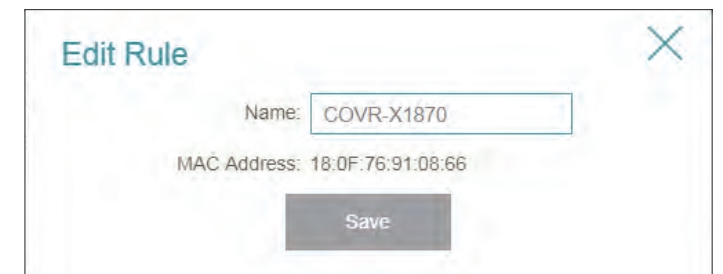 Edit Rule
Name: COVR-X1870
MAC Address: 18:0F:76:91:08:66
Save